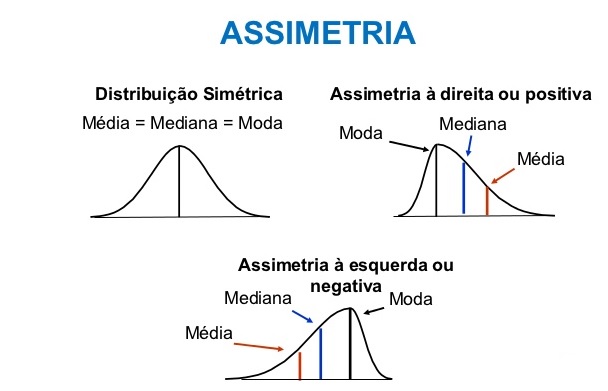 ASSIMETRIA
Distribuição Simétrica
Média = Mediana = Moda
Assimetria à direita ou positiva
Moda
Mediana
Média
Assimetria à esquerda ou
negativa
Mediana
Moda
Média